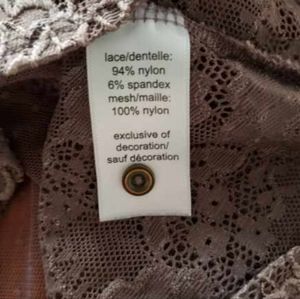 lace/dentelle:
94% nylon
6% spandex
mesh/maille:
100% nylon
exclusive of
decoration/
sauf décoration